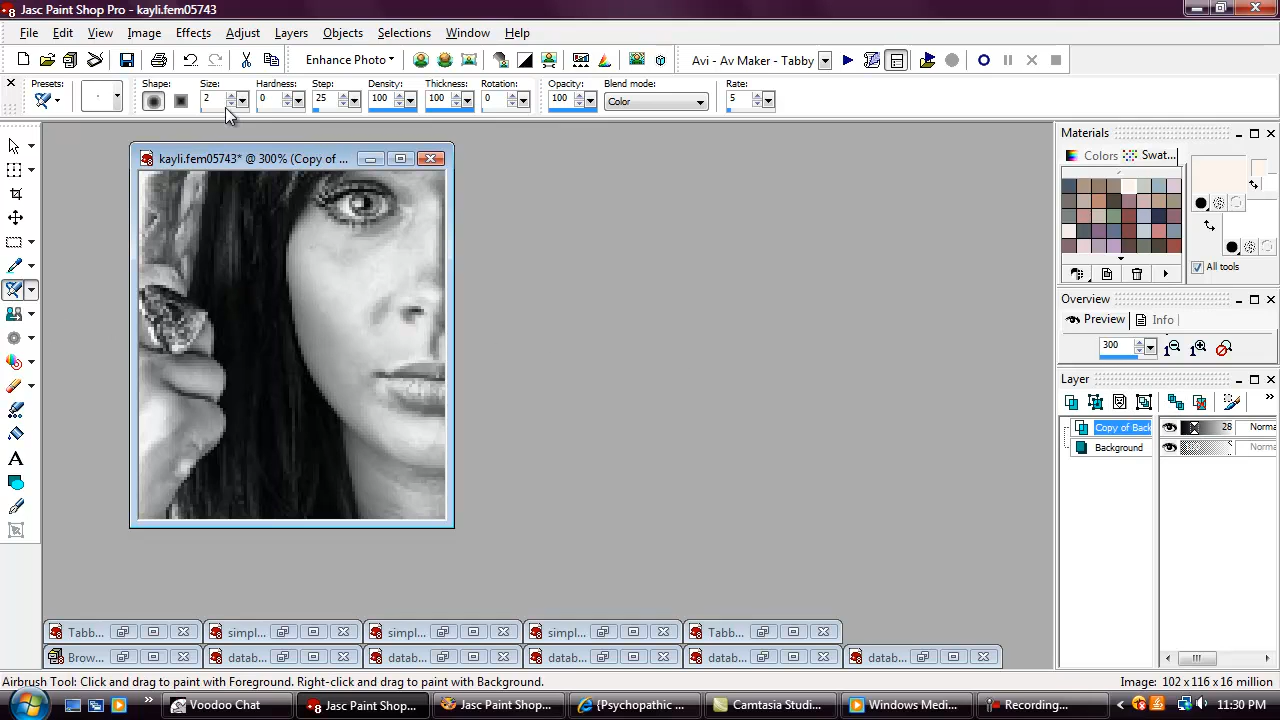 Jasc Paint Shop Pro - kayli.fem05743
File Edit View Image Effects Adjust Layers Objects Selections Window Help
Enhance Photo Avi - Av Maker - Tabby
Presets: Shape: Size: Hardness: Step: Density: Thickness: Rotation: Opacity: Blend mode: Rate:
2 0 25 100 100 0 100 Color 5
Materials
Colors Swat...
All tools
kayli.fem05743* @ 300% (Copy of ...
Overview
Preview Info
300
Layer
Copy of Back 28 Norma
Background Norma
Tabb... simpl... simpl... simpl... Tabb...
Brow... datab... datab... datab... datab... datab...
Airbrush Tool: Click and drag to paint with Foreground. Right-click and drag to paint with Background. Image: 102 x 116 x 16 million
Voodoo Chat Jasc Paint Shop... Jasc Paint Shop... {Psychopathic ... Camtasia Studi... Windows Medi... Recording... 11:30 PM